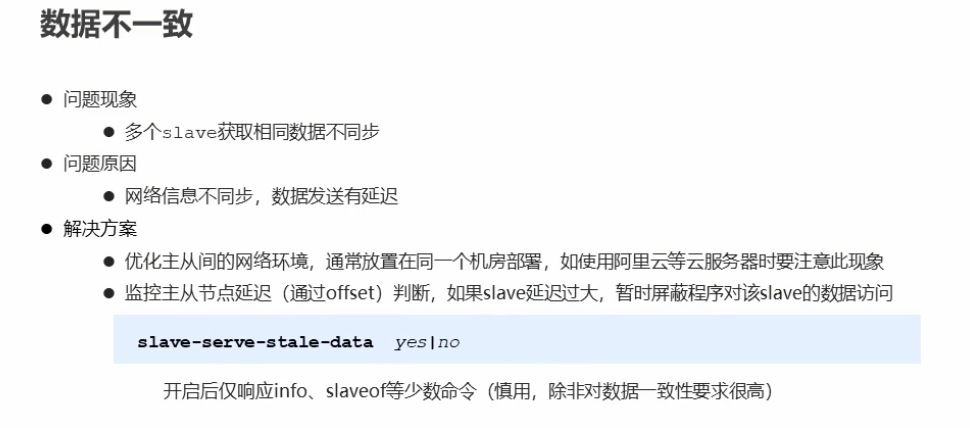 数据不一致
● 问题现象
● 多个slave获取相同数据不同步
● 问题原因
● 网络信息不同步，数据发送有延迟
● 解决方案
● 优化主从间的网络环境，通常放置在同一个机房部署，如使用阿里云等云服务器时要注意此现象
● 监控主从节点延迟（通过offset）判断，如果slave延迟过大，暂时屏蔽程序对该slave的数据访问
slave-serve-stale-data yes|no
开启后仅响应info、slaveof等少数命令（慎用，除非对数据一致性要求很高）